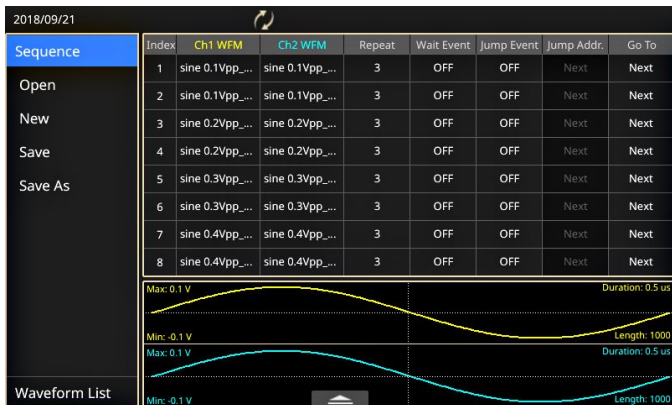 2018/09/21
Sequence
Open
New
Save
Save As
Waveform List
Index Ch1 WFM Ch2 WFM Repeat Wait Event Jump Event Jump Addr. Go To
1 sine 0.1Vpp_... sine 0.1Vpp_... 3 OFF OFF Next Next
2 sine 0.1Vpp_... sine 0.1Vpp_... 3 OFF OFF Next Next
3 sine 0.2Vpp_... sine 0.2Vpp_... 3 OFF OFF Next Next
4 sine 0.2Vpp_... sine 0.2Vpp_... 3 OFF OFF Next Next
5 sine 0.3Vpp_... sine 0.3Vpp_... 3 OFF OFF Next Next
6 sine 0.3Vpp_... sine 0.3Vpp_... 3 OFF OFF Next Next
7 sine 0.4Vpp_... sine 0.4Vpp_... 3 OFF OFF Next Next
8 sine 0.4Vpp_... sine 0.4Vpp_... 3 OFF OFF Next Next
Max: 0.1 V Duration: 0.5 us
Min: -0.1 V Length: 1000
Max: 0.1 V Duration: 0.5 us
Min: -0.1 V Length: 1000